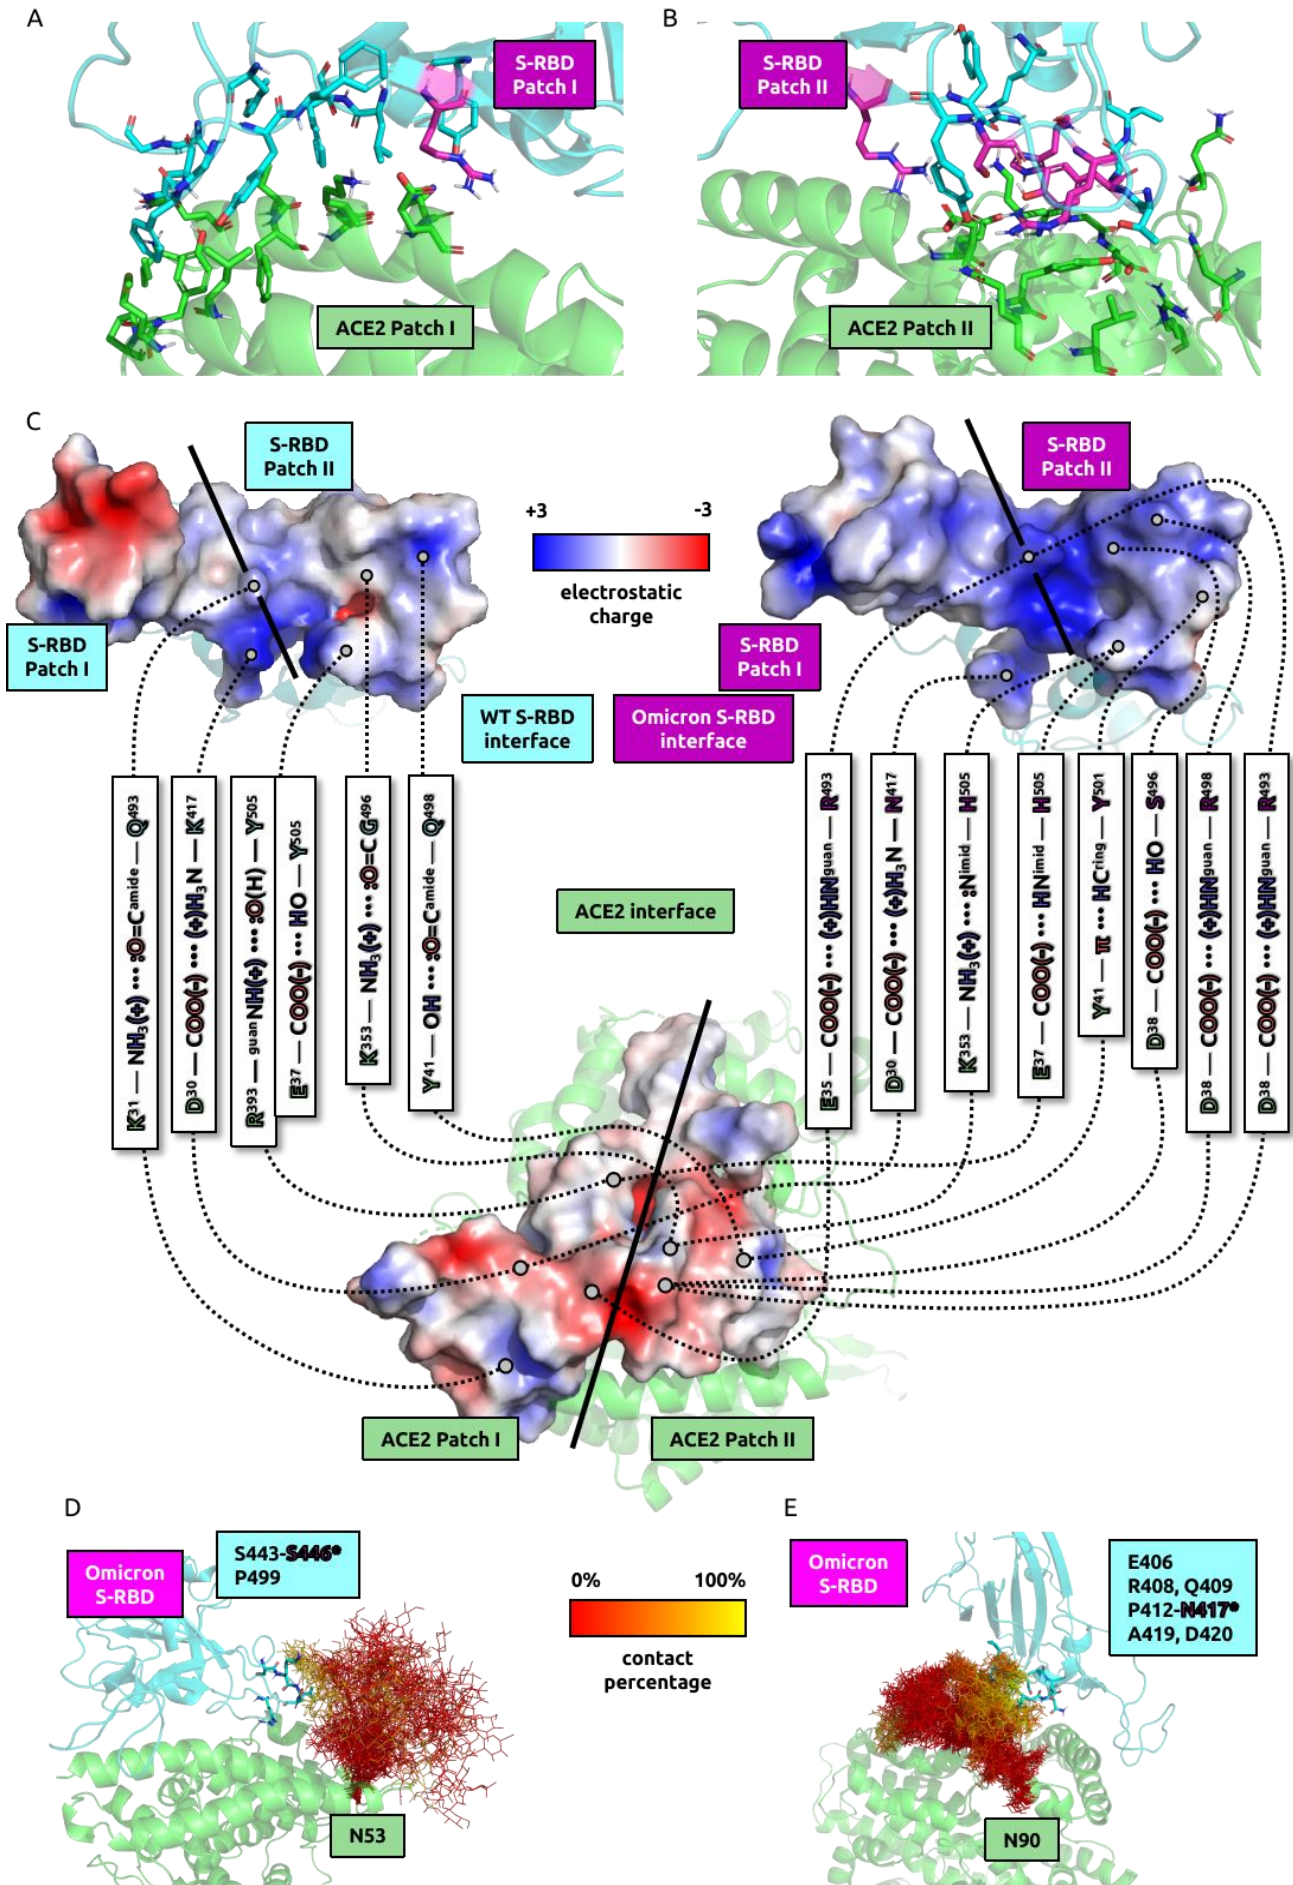 A
S-RBD
Patch I
ACE2 Patch I
B
S-RBD
Patch II
ACE2 Patch II
C
S-RBD
Patch II
S-RBD
Patch I
+3
-3
electrostatic
charge
S-RBD
Patch II
S-RBD
Patch I
WT S-RBD
interface
Omicron S-RBD
interface
K³¹ — NH₃(+) ••• :O=Cᵃᵐⁱᵈᵉ — Q⁴⁹³
D³⁰ — COO(-) ••• (+)H₃N — K⁴¹⁷
R³⁹³ — ᵍᵘᵃⁿNH(+) ••• :O(H) — Y⁵⁰⁵
E³⁷ — COO(-) ••• HO — Y⁵⁰⁵
K³⁵³ — NH₃(+) ••• :O=C G⁴⁹⁶
Y⁴¹ — OH ••• :O=Cᵃᵐⁱᵈᵉ — Q⁴⁹⁸
E³⁵ — COO(-) ••• (+)HNᵍᵘᵃⁿ — R⁴⁹³
D³⁰ — COO(-) ••• (+)H₃N — N⁴¹⁷
K³⁵³ — NH₃(+) ••• :Nⁱᵐⁱᵈ — H⁵⁰⁵
E³⁷ — COO(-) ••• HNⁱᵐⁱᵈ — H⁵⁰⁵
Y⁴¹ — π ••• HCʳⁱⁿᵍ — Y⁵⁰¹
D³⁸ — COO(-) ••• HO — S⁴⁹⁶
D³⁸ — COO(-) ••• (+)HNᵍᵘᵃⁿ — R⁴⁹⁸
D³⁸ — COO(-) ••• (+)HNᵍᵘᵃⁿ — R⁴⁹³
ACE2 interface
ACE2 Patch I
ACE2 Patch II
D
Omicron
S-RBD
S443-S446*
P499
N53
0%
100%
contact
percentage
E
Omicron
S-RBD
E406
R408, Q409
P412-N417*
A419, D420
N90